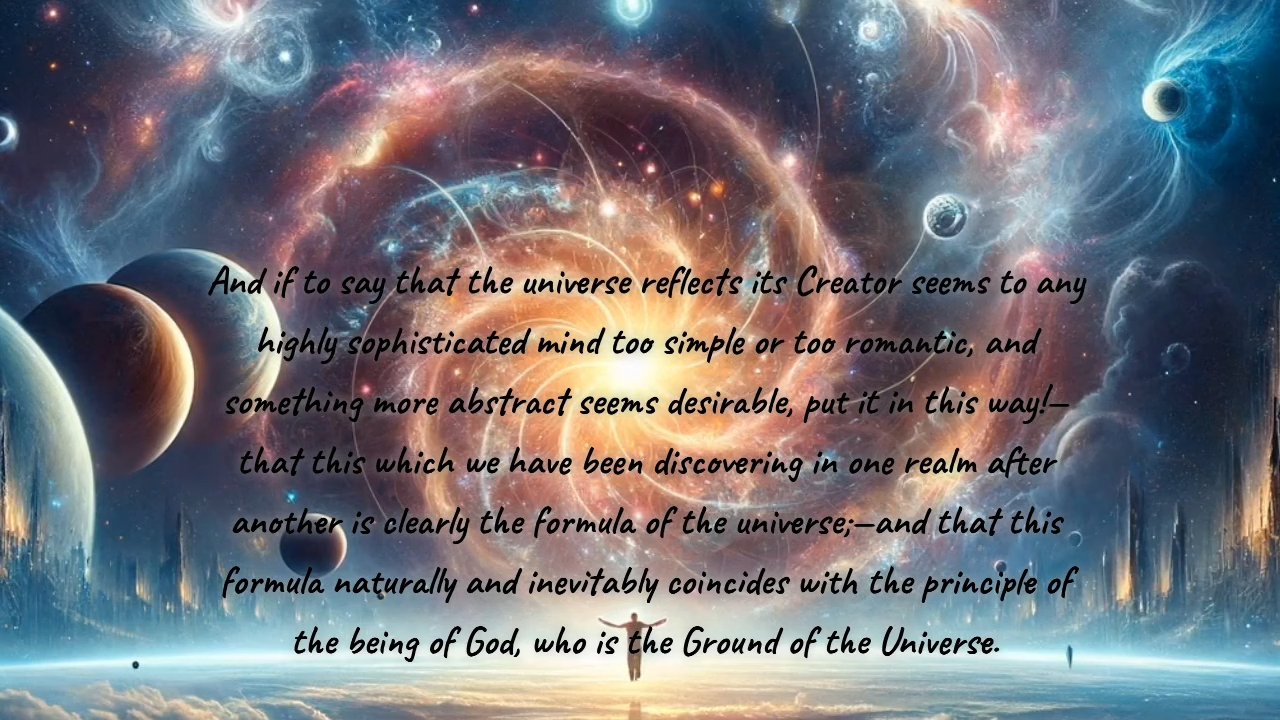 And if to say that the universe reflects its Creator seems to any
highly sophisticated mind too simple or too romantic, and
something more abstract seems desirable, put it in this way!—
that this which we have been discovering in one realm after
another is clearly the formula of the universe;—and that this
formula naturally and inevitably coincides with the principle of
the being of God, who is the Ground of the Universe.